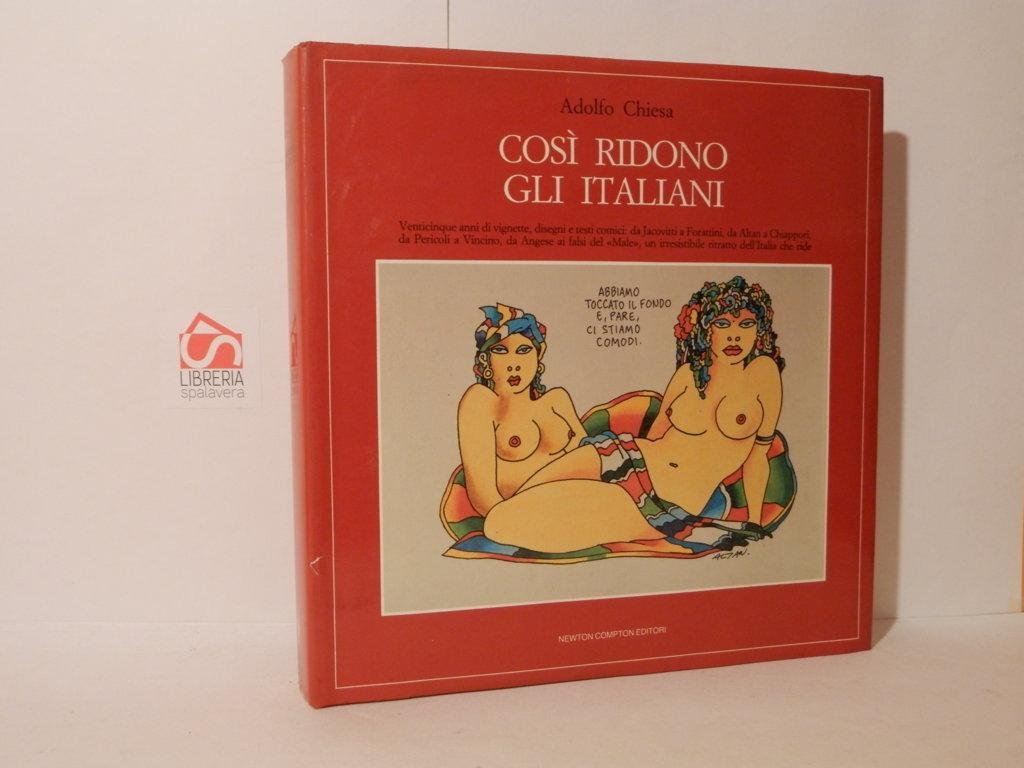 Adolfo Chiesa
COSÌ RIDONO
GLI ITALIANI
Venticinque anni di vignette, disegni e testi comici: da Jacovitti a Forattini, da Altan a Chiappori,
da Pericoli a Vincino, da Angese ai falsi del «Male», un irresistibile ritratto dell'Italia che ride
ABBIAMO
TOCCATO IL FONDO
E, PARE,
CI STIAMO
COMODI.
ALTAN.
NEWTON COMPTON EDITORI
LIBRERIA
spalavera